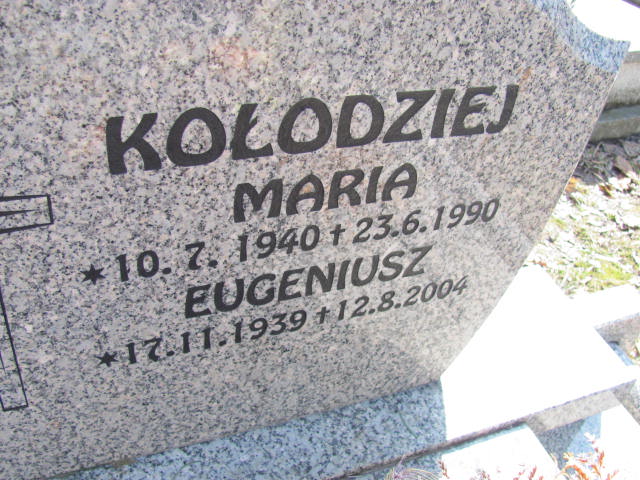 KOŁODZIEJ
MARIA
*10. 7. 1940 + 23.6.1990
EUGENIUSZ
*17.11.1939 + 12.8.2004